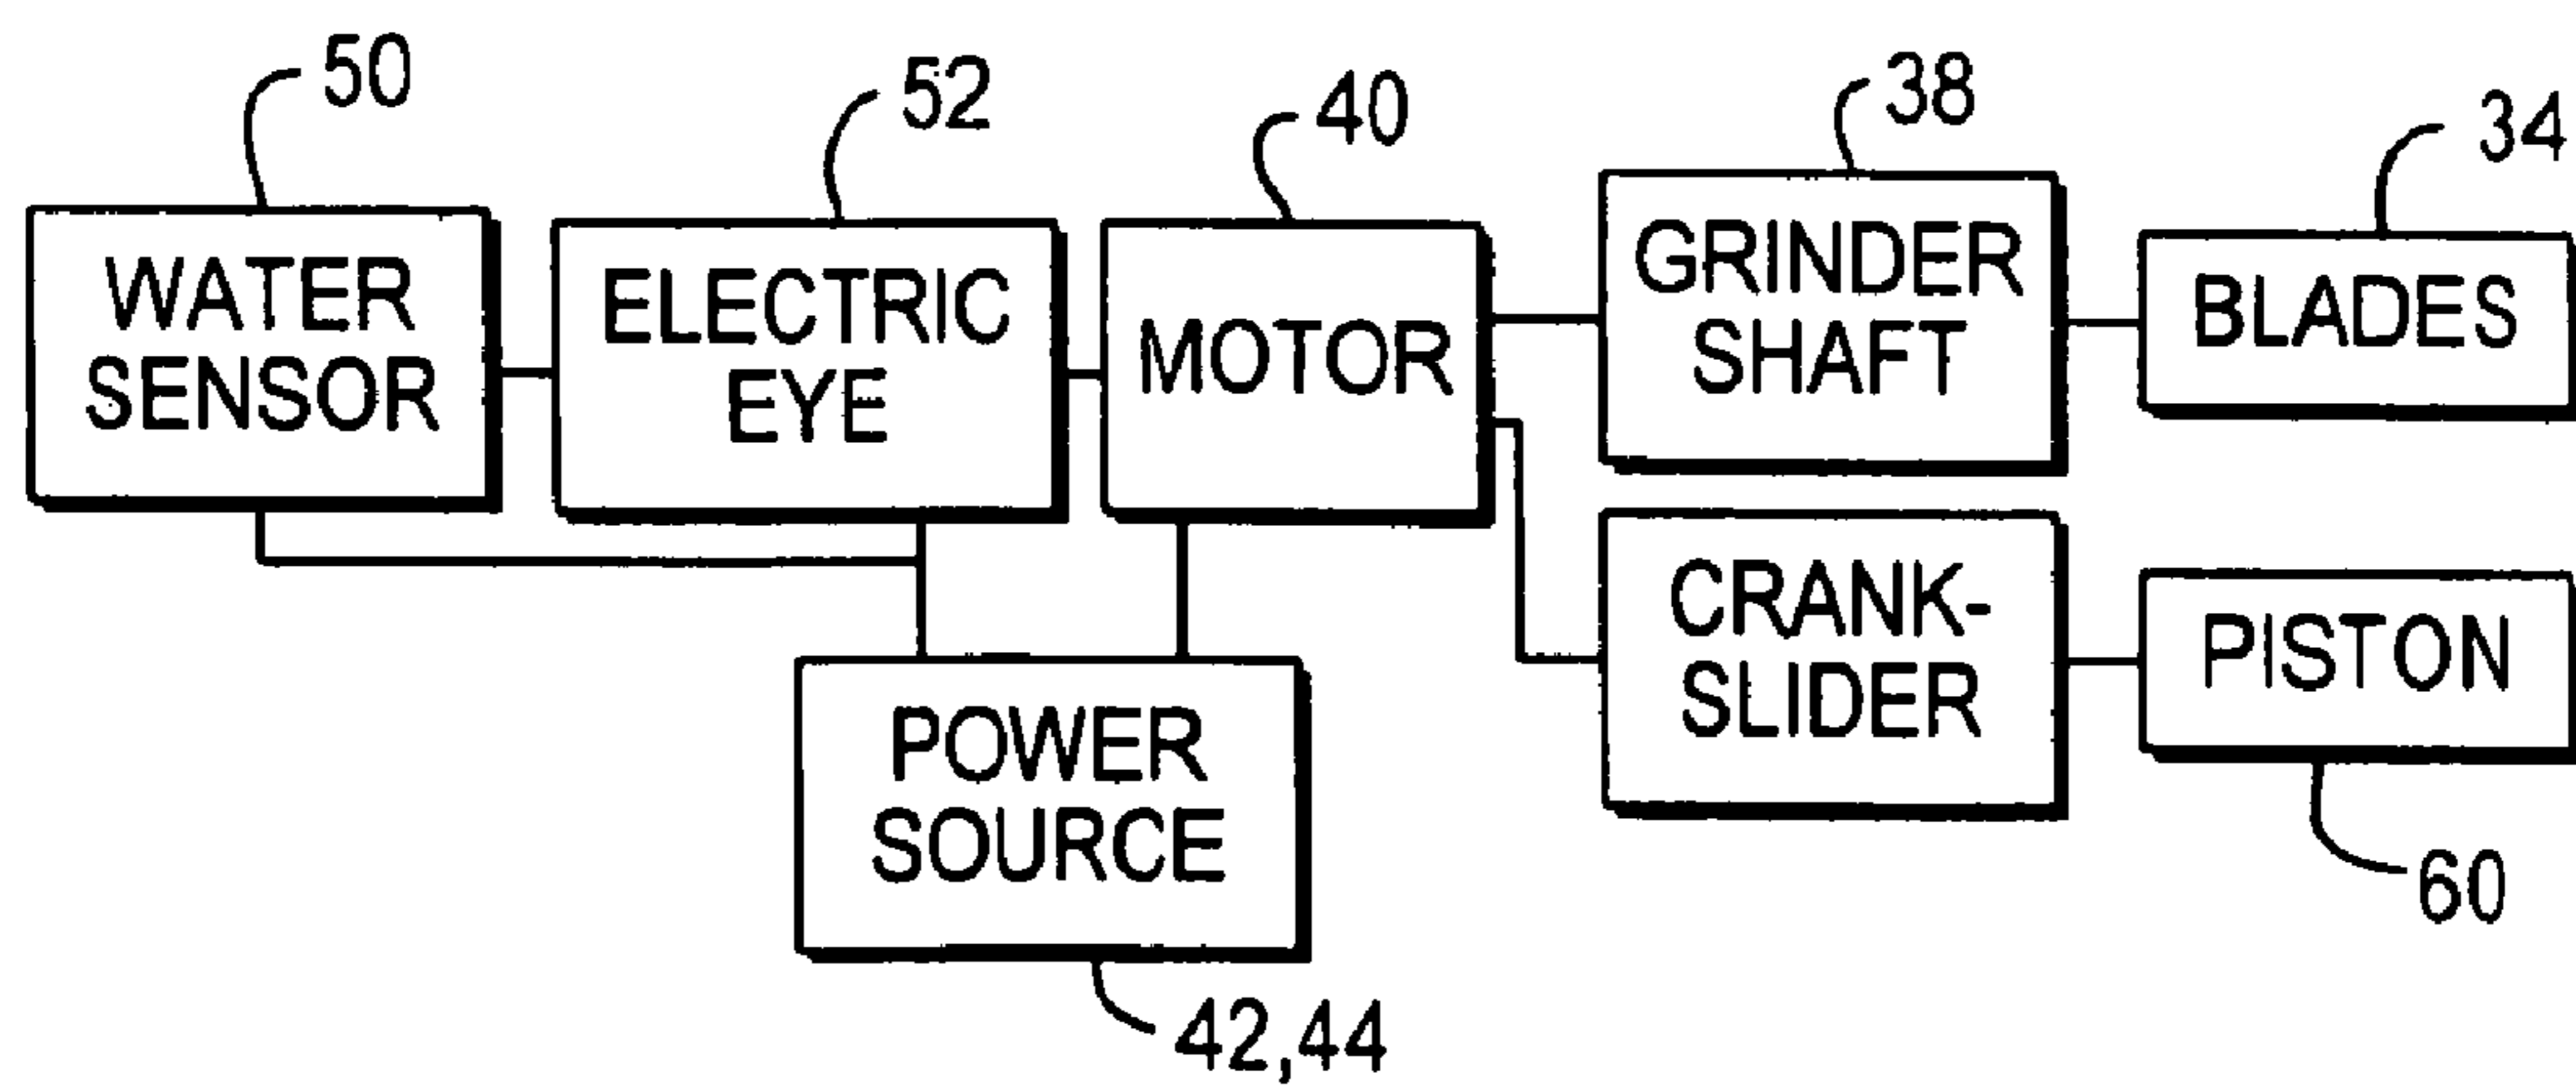 50
52
40
38
34
WATER
SENSOR
ELECTRIC
EYE
MOTOR
GRINDER
SHAFT
BLADES
POWER
SOURCE
CRANK-
SLIDER
PISTON
60
42,44